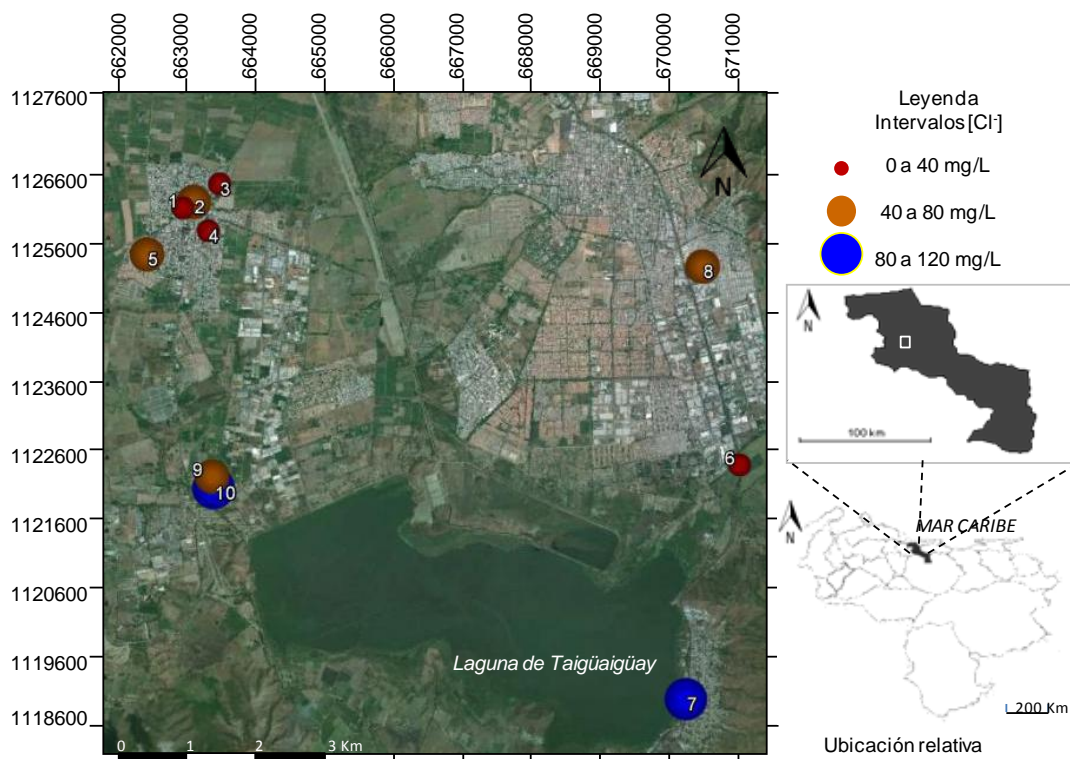 662000
663000
664000
665000
667000
668000
669000
670000
671000
1127600
1126600
1125600
1124600
1123600
1122600
1121600
1120600
1119600
1118600
N
1
2
3
4
5
6
7
8
9
10
Laguna de Taigüaigüay
0 1 2 3 Km
Leyenda
Intervalos [Cl-]
0 a 40 mg/L
40 a 80 mg/L
80 a 120 mg/L
N
100 km
N
MAR CARIBE
200 Km
Ubicación relativa